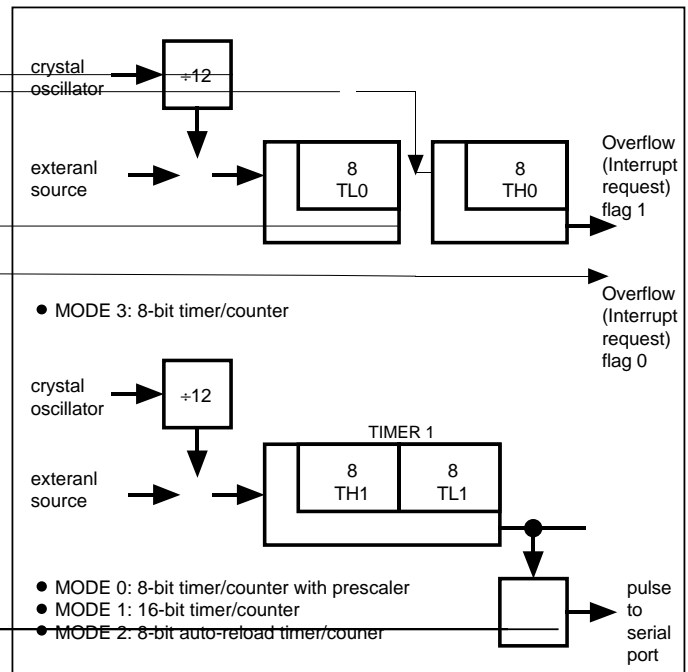 crystal
oscillator
÷12
exteranl
source
8
TL0
8
TH0
Overflow
(Interrupt
request)
flag 1
Overflow
(Interrupt
request)
flag 0
● MODE 3: 8-bit timer/counter
crystal
oscillator
÷12
TIMER 1
exteranl
source
8
TH1
8
TL1
● MODE 0: 8-bit timer/counter with prescaler
● MODE 1: 16-bit timer/counter
● MODE 2: 8-bit auto-reload timer/couner
pulse
to
serial
port